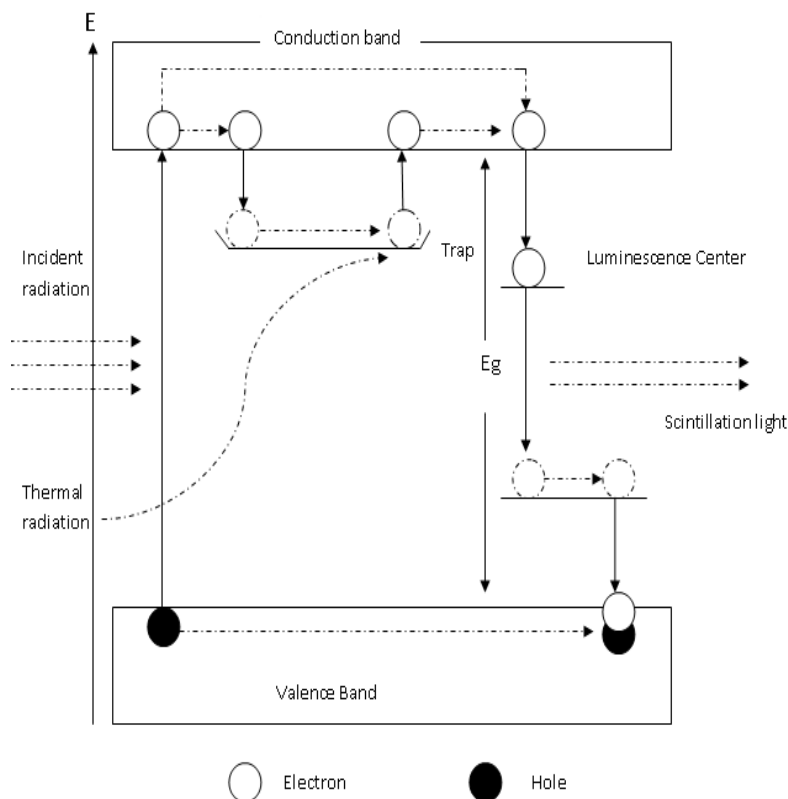 E
Conduction band
Trap
Incident
radiation
Luminescence Center
Eg
Scintillation light
Thermal
radiation
Valence Band
Electron
Hole